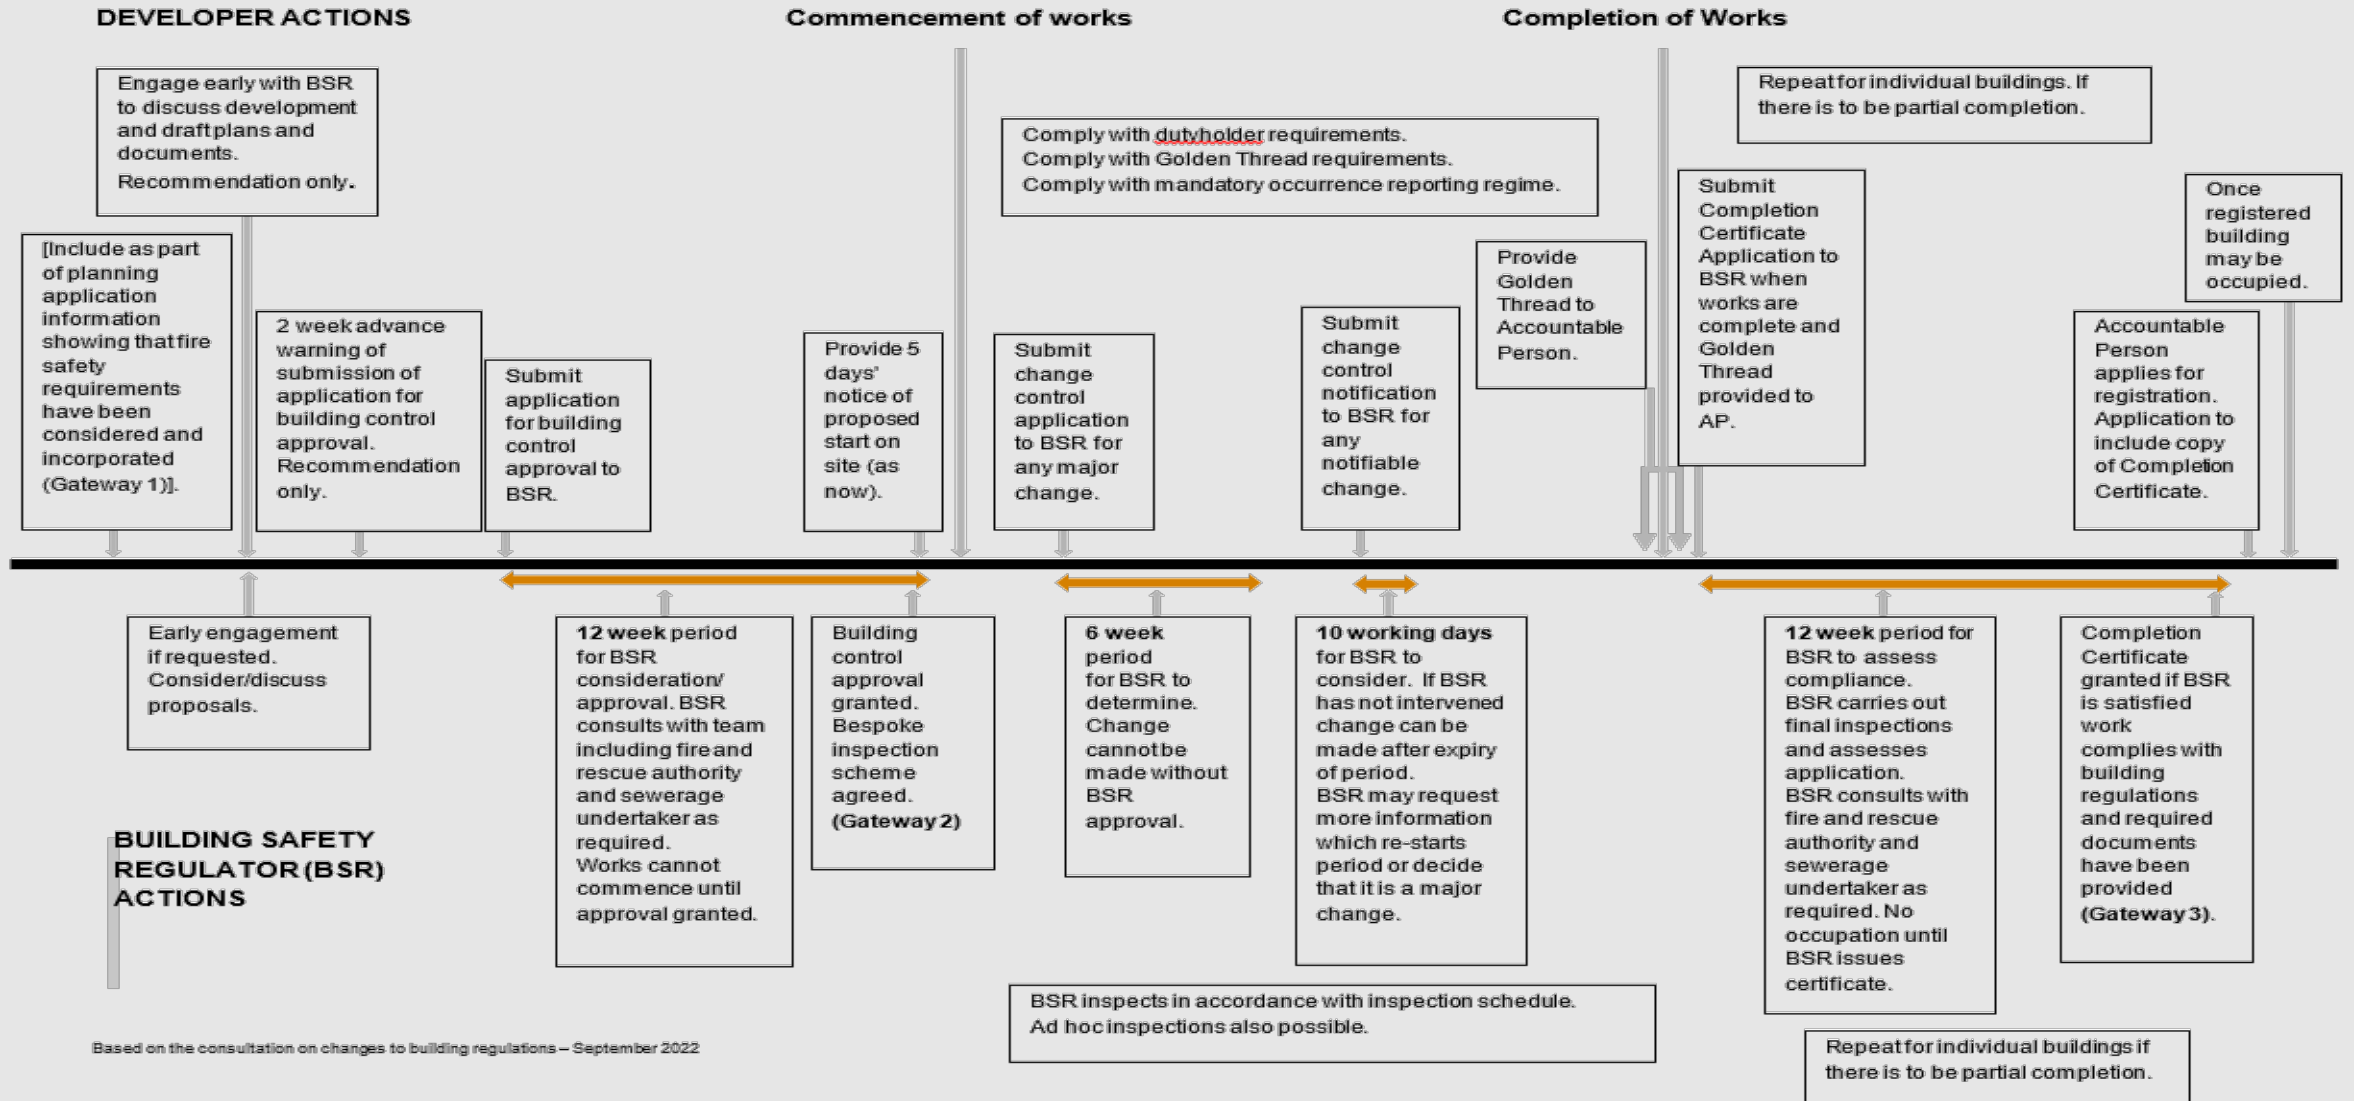 DEVELOPER ACTIONS
Commencement of works
Completion of Works
Engage early with BSR
to discuss development
and draft plans and
documents.
Recommendation only.
Repeat for individual buildings. If
there is to be partial completion.
Comply with dutyholder requirements.
Comply with Golden Thread requirements.
Comply with mandatory occurrence reporting regime.
[Include as part
of planning
application
information
showing that fire
safety
requirements
have been
considered and
incorporated
(Gateway 1)].
2 week advance
warning of
submission of
application for
building control
approval.
Recommendation
only.
Submit
application
for building
control
approval to
BSR.
Provide 5
days'
notice of
proposed
start on
site (as
now).
Submit
change
control
application
to BSR for
any major
change.
Submit
change
control
notification
to BSR for
any
notifiable
change.
Provide
Golden
Thread to
Accountable
Person.
Submit
Completion
Certificate
Application to
BSR when
works are
complete and
Golden
Thread
provided to
AP.
Accountable
Person
applies for
registration.
Application to
include copy
of Completion
Certificate.
Once
registered
building
may be
occupied.
Early engagement
if requested.
Consider/discuss
proposals.
12 week period
for BSR
consideration/
approval. BSR
consults with team
including fire and
rescue authority
and sewerage
undertaker as
required.
Works cannot
commence until
approval granted.
Building
control
approval
granted.
Bespoke
inspection
scheme
agreed.
(Gateway 2)
6 week
period
for BSR to
determine.
Change
cannot be
made without
BSR
approval.
10 working days
for BSR to
consider. If BSR
has not intervened
change can be
made after expiry
of period.
BSR may request
more information
which re-starts
period or decide
that it is a major
change.
12 week period for
BSR to assess
compliance.
BSR carries out
final inspections
and assesses
application.
BSR consults with
fire and rescue
authority and
sewerage
undertaker as
required. No
occupation until
BSR issues
certificate.
Completion
Certificate
granted if BSR
is satisfied
work
complies with
building
regulations
and required
documents
have been
provided
(Gateway 3).
BUILDING SAFETY
REGULATOR (BSR)
ACTIONS
BSR inspects in accordance with inspection schedule.
Ad hoc inspections also possible.
Based on the consultation on changes to building regulations – September 2022
Repeat for individual buildings if
there is to be partial completion.